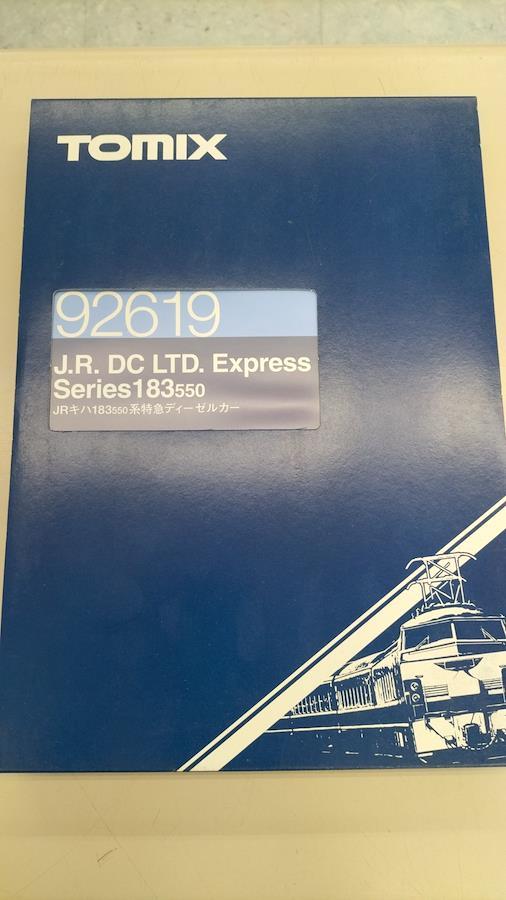 TOMIX
92619
J.R. DC LTD. Express
Series183550
JRキハ183550系特急ディーゼルカー